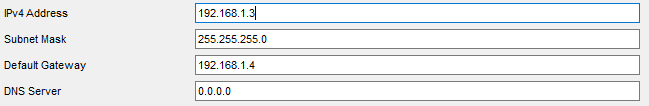 IPv4 Address 192.168.1.3
Subnet Mask 255.255.255.0
Default Gateway 192.168.1.4
DNS Server 0.0.0.0